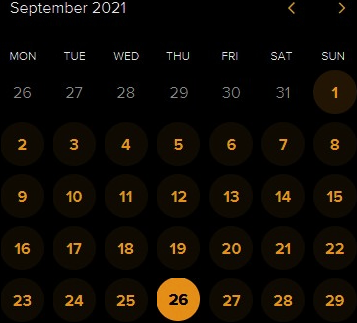 September 2021
MON TUE WED THU FRI SAT SUN
26 27 28 29 30 31 1
2 3 4 5 6 7 8
9 10 11 12 13 14 15
16 17 18 19 20 21 22
23 24 25 26 27 28 29